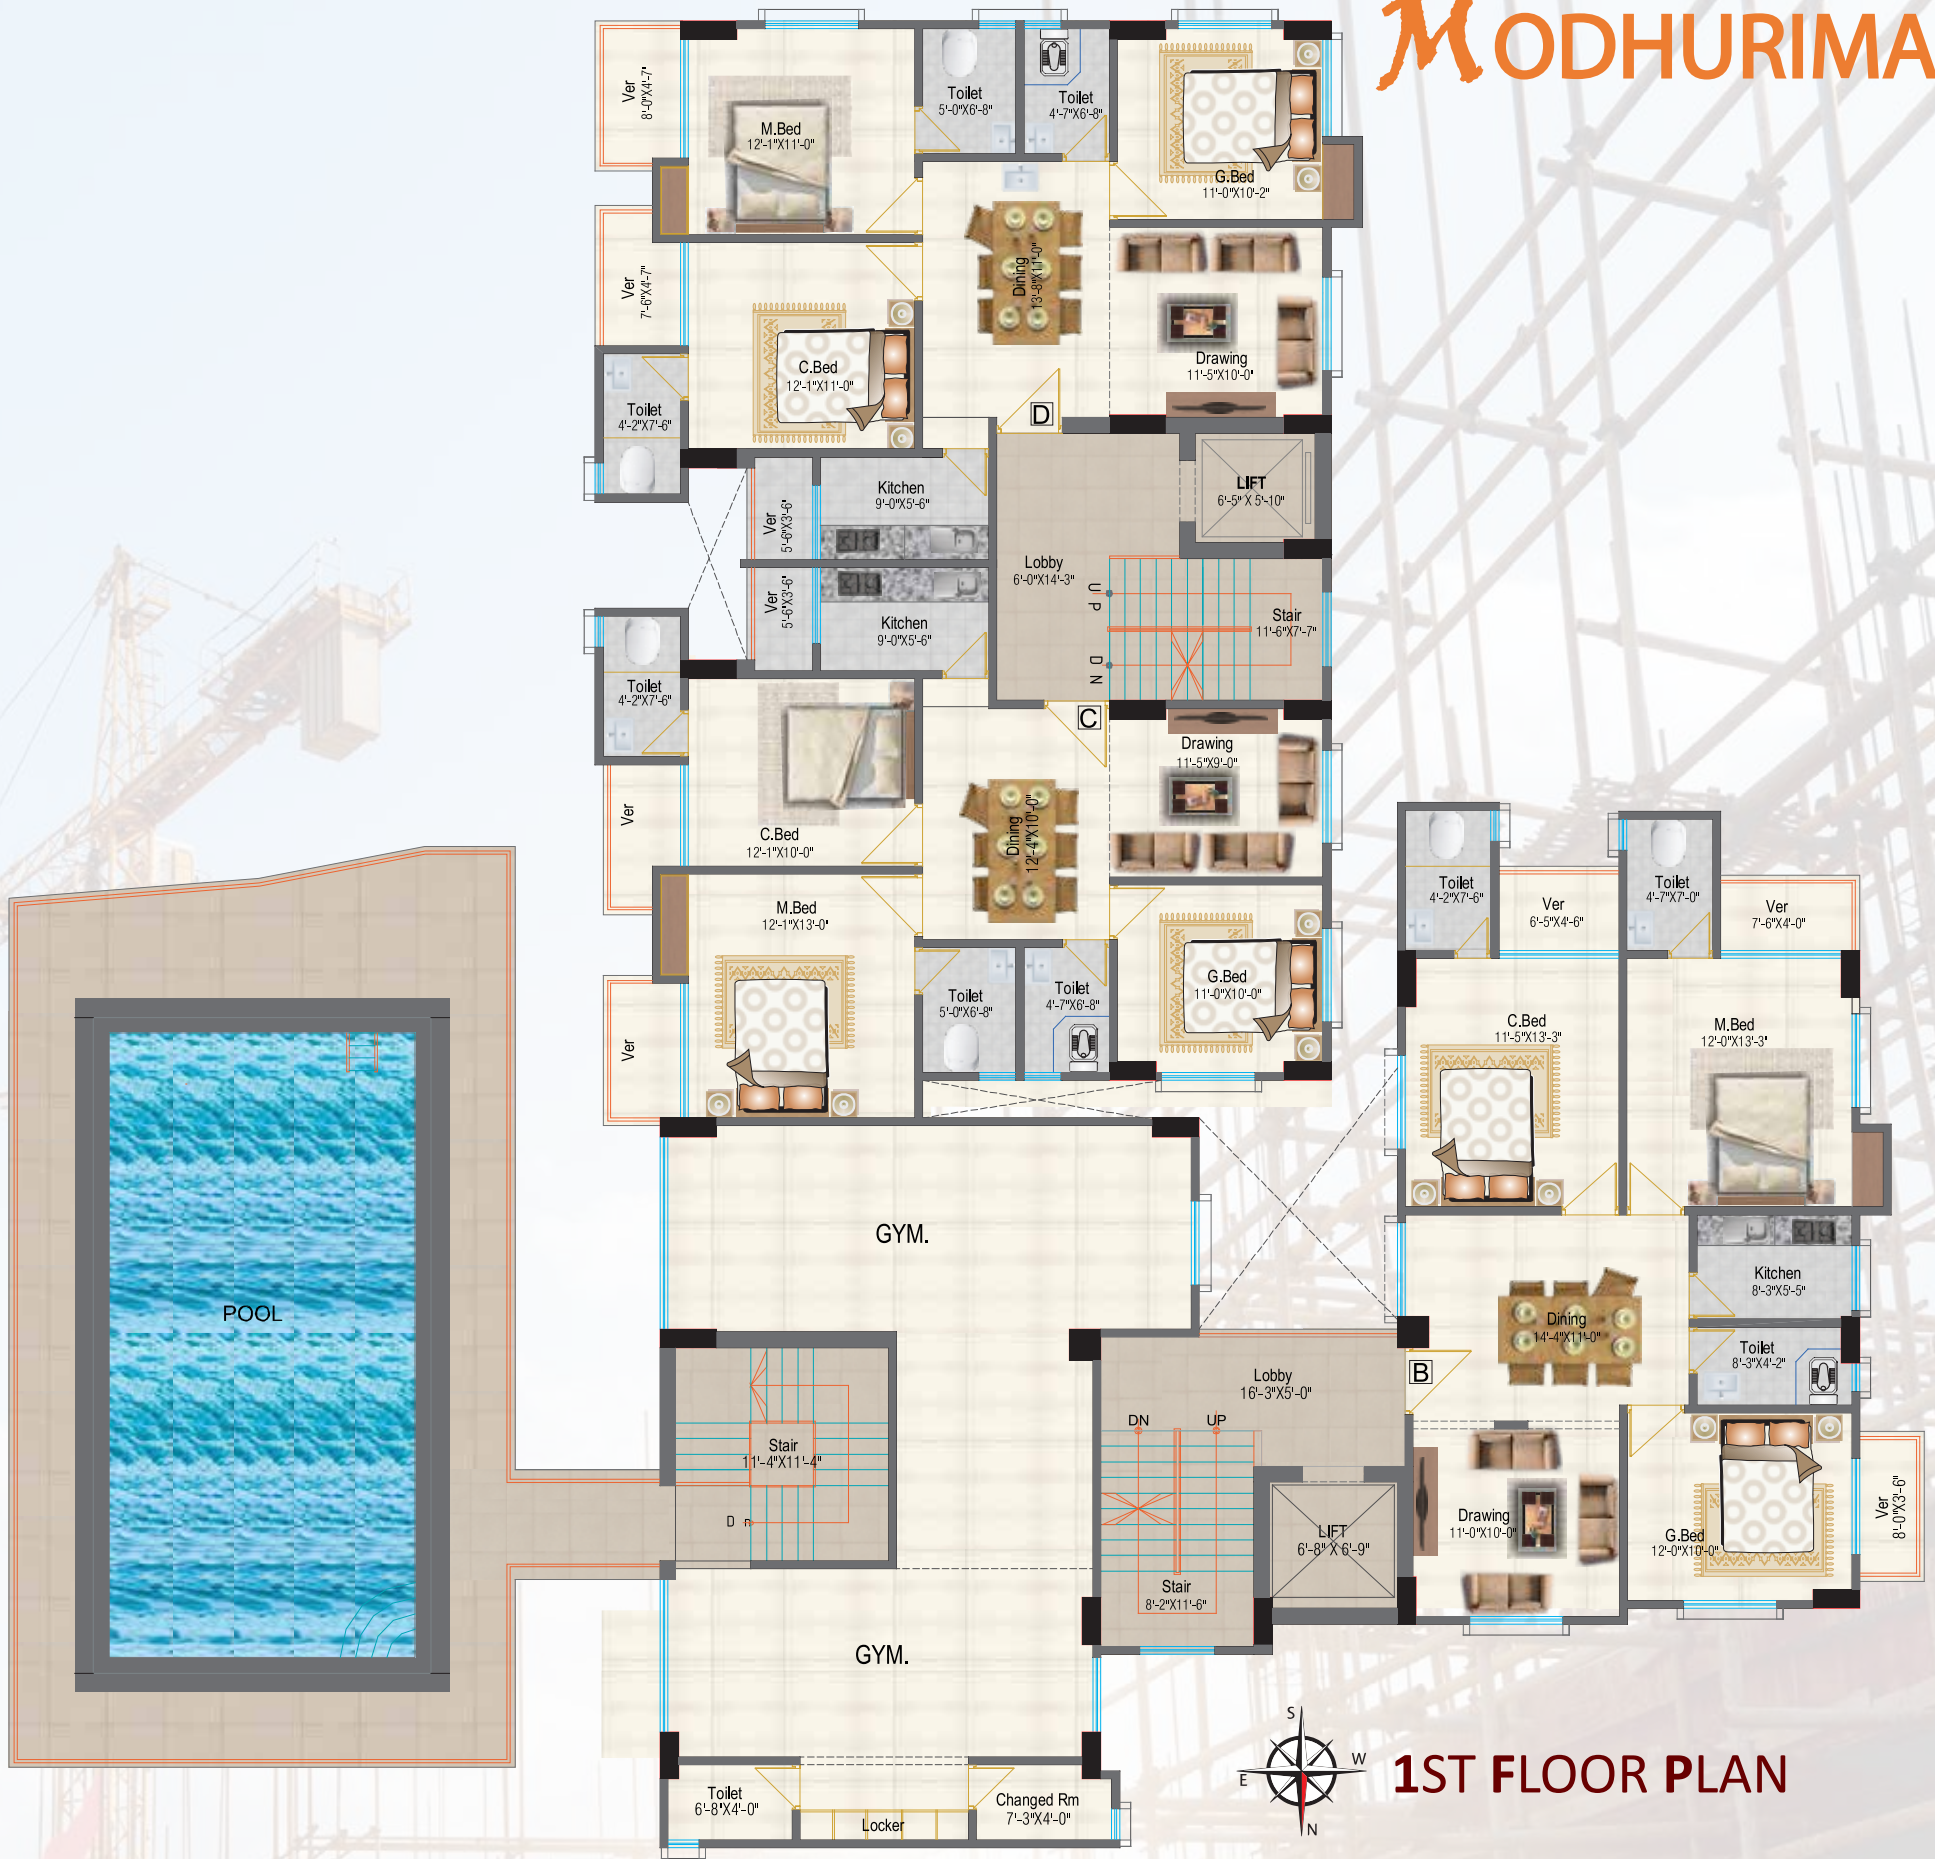 MODHURIMA
Ver
8'-0"X4'-7"
M.Bed
12'-1"X11'-0"
Toilet
5'-0"X6'-8"
Toilet
4'-7"X6'-8"
G.Bed
11'-0"X10'-2"
Ver
7'-6"X4'-7"
C.Bed
12'-1"X11'-0"
Dining
13'-8"X11'-0"
Drawing
11'-5"X10'-0"
D
Toilet
4'-2"X7'-6"
Kitchen
9'-0"X5'-6"
Ver
5'-6"X3'-6"
LIFT
6'-5" X 5'-10"
Lobby
6'-0"X14'-3"
Ver
5'-6"X3'-6"
Kitchen
9'-0"X5'-6"
UP
DN
Stair
11'-6"X7'-7"
Toilet
4'-2"X7'-6"
C
Drawing
11'-5"X9'-0"
Ver
C.Bed
12'-1"X10'-0"
Dining
12'-4"X10'-0"
M.Bed
12'-1"X13'-0"
G.Bed
11'-0"X10'-0"
Toilet
5'-0"X6'-8"
Toilet
4'-7"X6'-8"
Ver
Toilet
4'-2"X7'-6"
Ver
6'-5"X4'-6"
Toilet
4'-7"X7'-0"
Ver
7'-6"X4'-0"
C.Bed
11'-5"X13'-3"
M.Bed
12'-0"X13'-3"
GYM.
POOL
Kitchen
8'-3"X5'-5"
Dining
14'-4"X11'-0"
Toilet
8'-3"X4'-2"
Lobby
16'-3"X5'-0"
B
DN
UP
Stair
11'-4"X11'-4"
Dn
Drawing
11'-0"X10'-0"
LIFT
6'-8" X 6'-9"
G.Bed
12'-0"X10'-0"
Ver
8'-0"X3'-6"
Stair
8'-2"X11'-6"
GYM.
Toilet
6'-8"X4'-0"
Locker
Changed Rm
7'-3"X4'-0"
S
E
W
N
1ST FLOOR PLAN